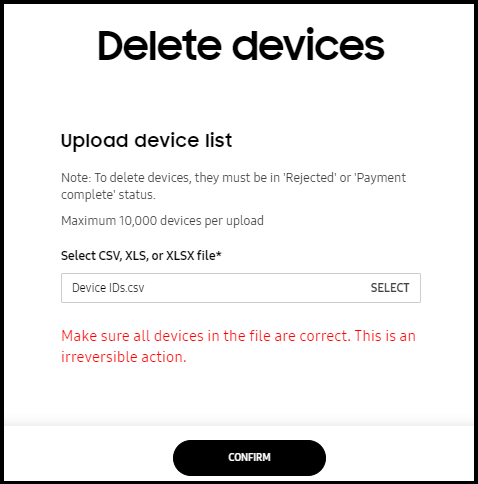 Delete devices
Upload device list
Note: To delete devices, they must be in 'Rejected' or 'Payment
complete' status.
Maximum 10,000 devices per upload
Select CSV, XLS, or XLSX file*
Device IDs.csv SELECT
Make sure all devices in the file are correct. This is an
irreversible action.
CONFIRM